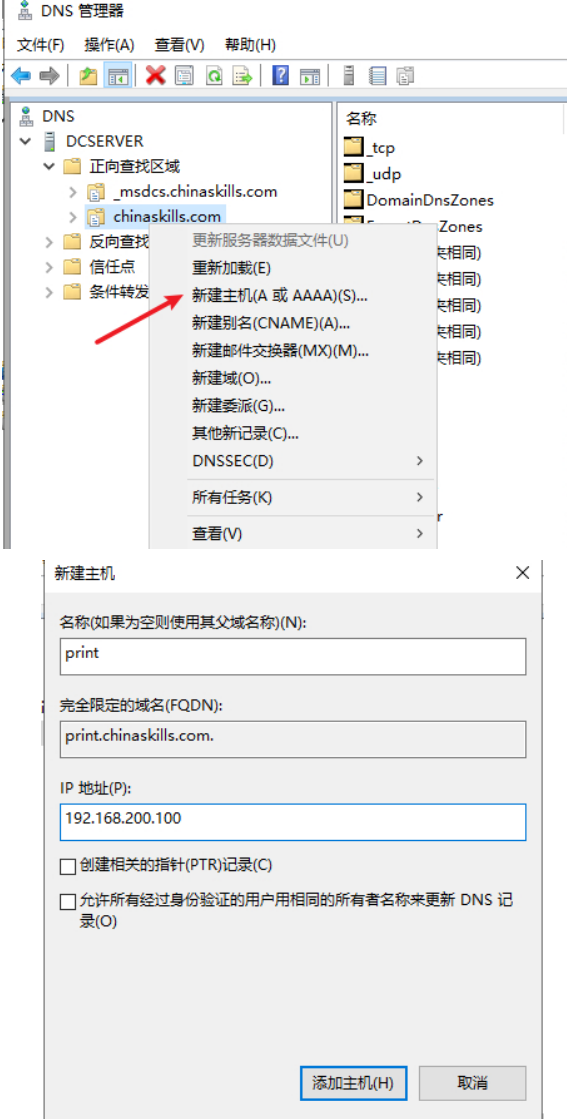 DNS 管理器
文件(F) 操作(A) 查看(V) 帮助(H)
DNS
DCSERVER
正向查找区域
_msdcs.chinaskills.com
chinaskills.com
反向查找
信任点
条件转发
名称
_tcp
_udp
DomainDnsZones
Zones
夹相同)
夹相同)
夹相同)
夹相同)
夹相同)
r
更新服务器数据文件(U)
重新加载(E)
新建主机(A 或 AAAA)(S)...
新建别名(CNAME)(A)...
新建邮件交换器(MX)(M)...
新建域(O)...
新建委派(G)...
其他新记录(C)...
DNSSEC(D)
所有任务(K)
查看(V)
新建主机
名称(如果为空则使用其父域名称)(N):
print
完全限定的域名(FQDN):
print.chinaskills.com.
IP 地址(P):
192.168.200.100
创建相关的指针(PTR)记录(C)
允许所有经过身份验证的用户用相同的所有者名称来更新 DNS 记
录(O)
添加主机(H)
取消